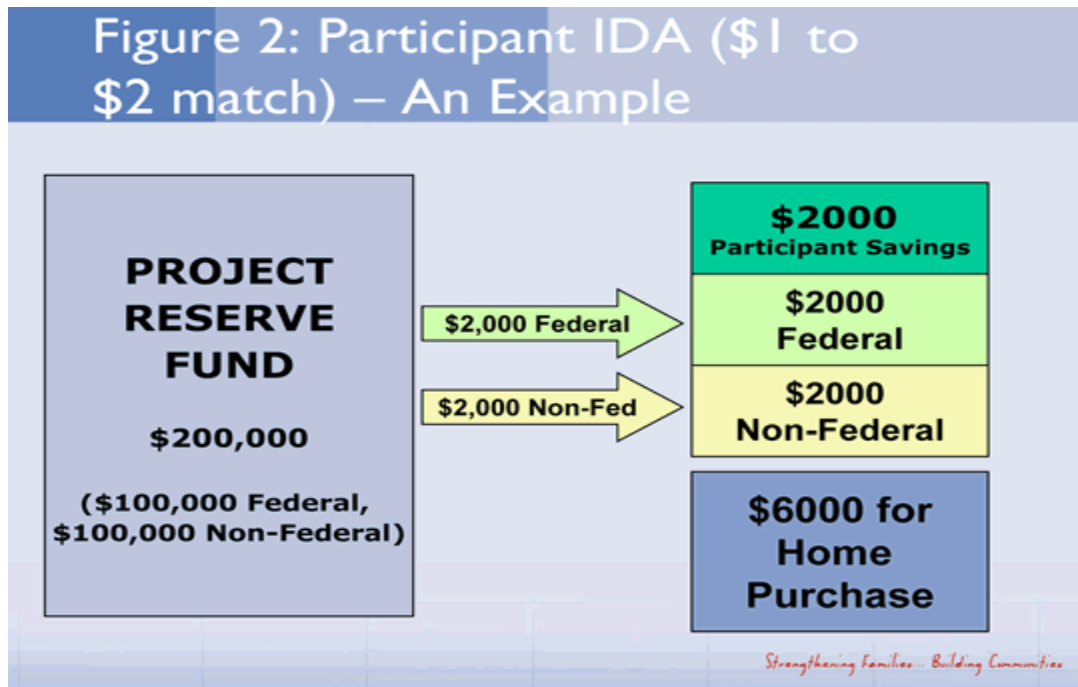 Figure 2: Participant IDA ($1 to
$2 match) – An Example
PROJECT
RESERVE
FUND
$200,000
($100,000 Federal,
$100,000 Non-Federal)
$2,000 Federal
$2,000 Non-Fed
$2000
Participant Savings
$2000
Federal
$2000
Non-Federal
$6000 for
Home
Purchase
Strengthening Families... Building Communities